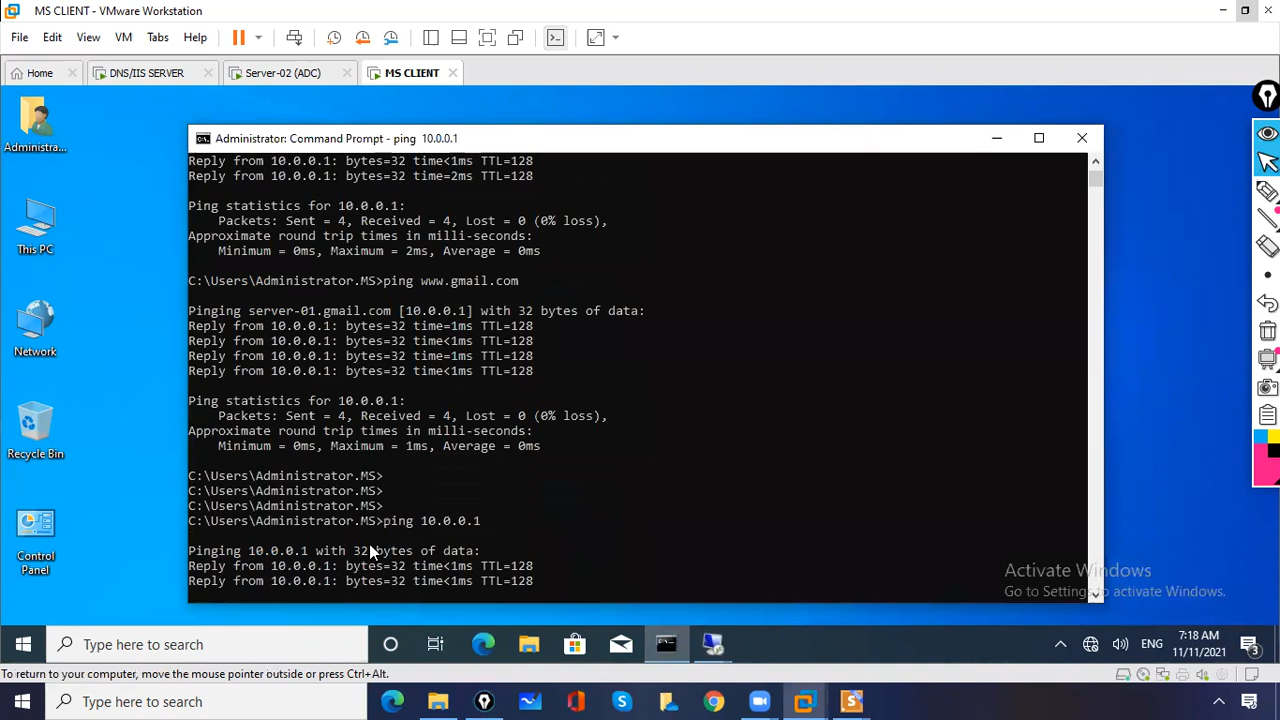 MS CLIENT - VMware Workstation
File Edit View VM Tabs Help
Home DNS/IIS SERVER Server-02 (ADC) MS CLIENT
Administra...
This PC
Network
Recycle Bin
Control
Panel
Administrator: Command Prompt - ping 10.0.0.1
Reply from 10.0.0.1: bytes=32 time<1ms TTL=128
Reply from 10.0.0.1: bytes=32 time=2ms TTL=128
Ping statistics for 10.0.0.1:
Packets: Sent = 4, Received = 4, Lost = 0 (0% loss),
Approximate round trip times in milli-seconds:
Minimum = 0ms, Maximum = 2ms, Average = 0ms
C:\Users\Administrator.MS>ping www.gmail.com
Pinging server-01.gmail.com [10.0.0.1] with 32 bytes of data:
Reply from 10.0.0.1: bytes=32 time=1ms TTL=128
Reply from 10.0.0.1: bytes=32 time<1ms TTL=128
Reply from 10.0.0.1: bytes=32 time=1ms TTL=128
Reply from 10.0.0.1: bytes=32 time<1ms TTL=128
Ping statistics for 10.0.0.1:
Packets: Sent = 4, Received = 4, Lost = 0 (0% loss),
Approximate round trip times in milli-seconds:
Minimum = 0ms, Maximum = 1ms, Average = 0ms
C:\Users\Administrator.MS>
C:\Users\Administrator.MS>
C:\Users\Administrator.MS>
C:\Users\Administrator.MS>ping 10.0.0.1
Pinging 10.0.0.1 with 32 bytes of data:
Reply from 10.0.0.1: bytes=32 time<1ms TTL=128
Reply from 10.0.0.1: bytes=32 time<1ms TTL=128
Activate Windows
Go to Settings to activate Windows.
Type here to search
ENG
7:18 AM
11/11/2021
3
To return to your computer, move the mouse pointer outside or press Ctrl+Alt.
Type here to search